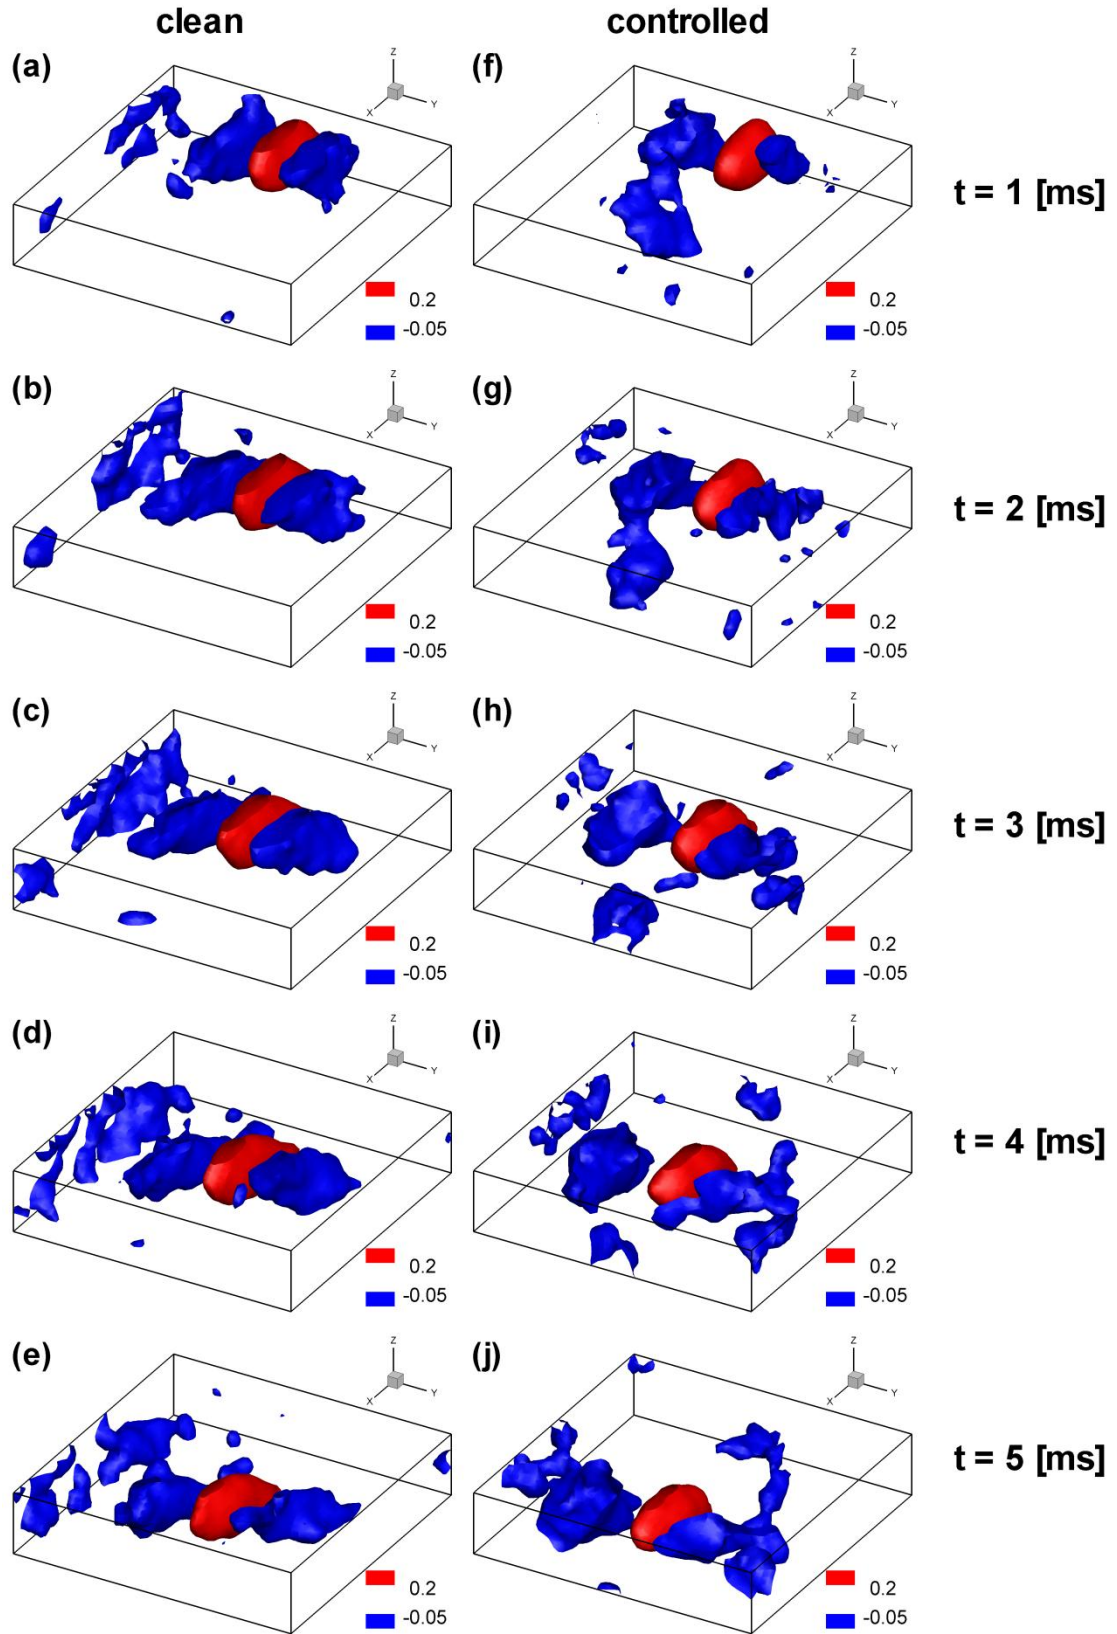 clean controlled
(a) (f)
Z Z
X Y X Y
t = 1 [ms]
0.2 0.2
-0.05 -0.05
(b) (g)
Z Z
X Y X Y
t = 2 [ms]
0.2 0.2
-0.05 -0.05
(c) (h)
Z Z
X Y X Y
t = 3 [ms]
0.2 0.2
-0.05 -0.05
(d) (i)
Z Z
X Y X Y
t = 4 [ms]
0.2 0.2
-0.05 -0.05
(e) (j)
Z Z
X Y X Y
t = 5 [ms]
0.2 0.2
-0.05 -0.05